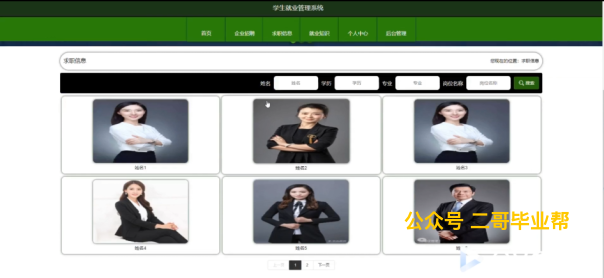 学生就业管理系统
首页 企业招聘 求职信息 就业知识 个人中心 后台管理
求职信息 您现在的位置: 求职信息
姓名 姓名 学历 学历 专业 专业 岗位名称 岗位名称 搜索
姓名1 姓名2 姓名3
公众号 二哥毕业帮
姓名4 姓名5
1 2 下一页